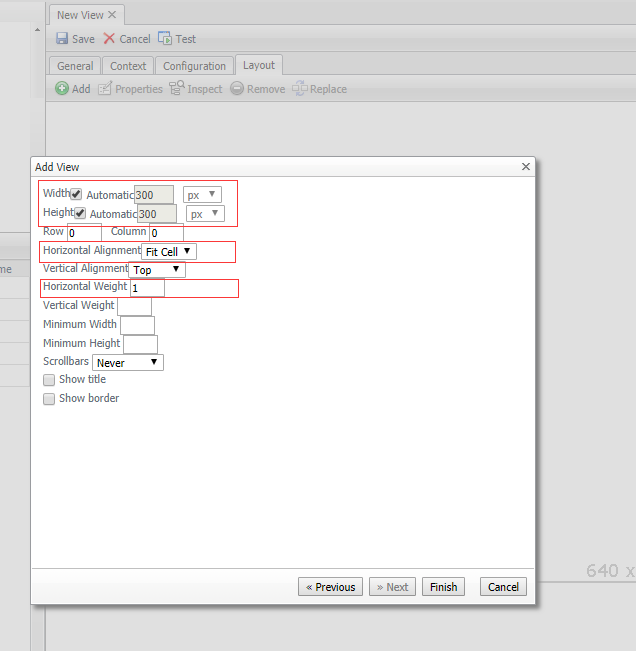 New View
Save Cancel Test
General Context Configuration Layout
Add Properties Inspect Remove Replace
Add View
Width Automatic 300 px
Height Automatic 300 px
Row 0 Column 0
me
Horizontal Alignment Fit Cell
Vertical Alignment Top
Horizontal Weight 1
Vertical Weight
Minimum Width
Minimum Height
Scrollbars Never
Show title
Show border
640 x
« Previous » Next Finish Cancel